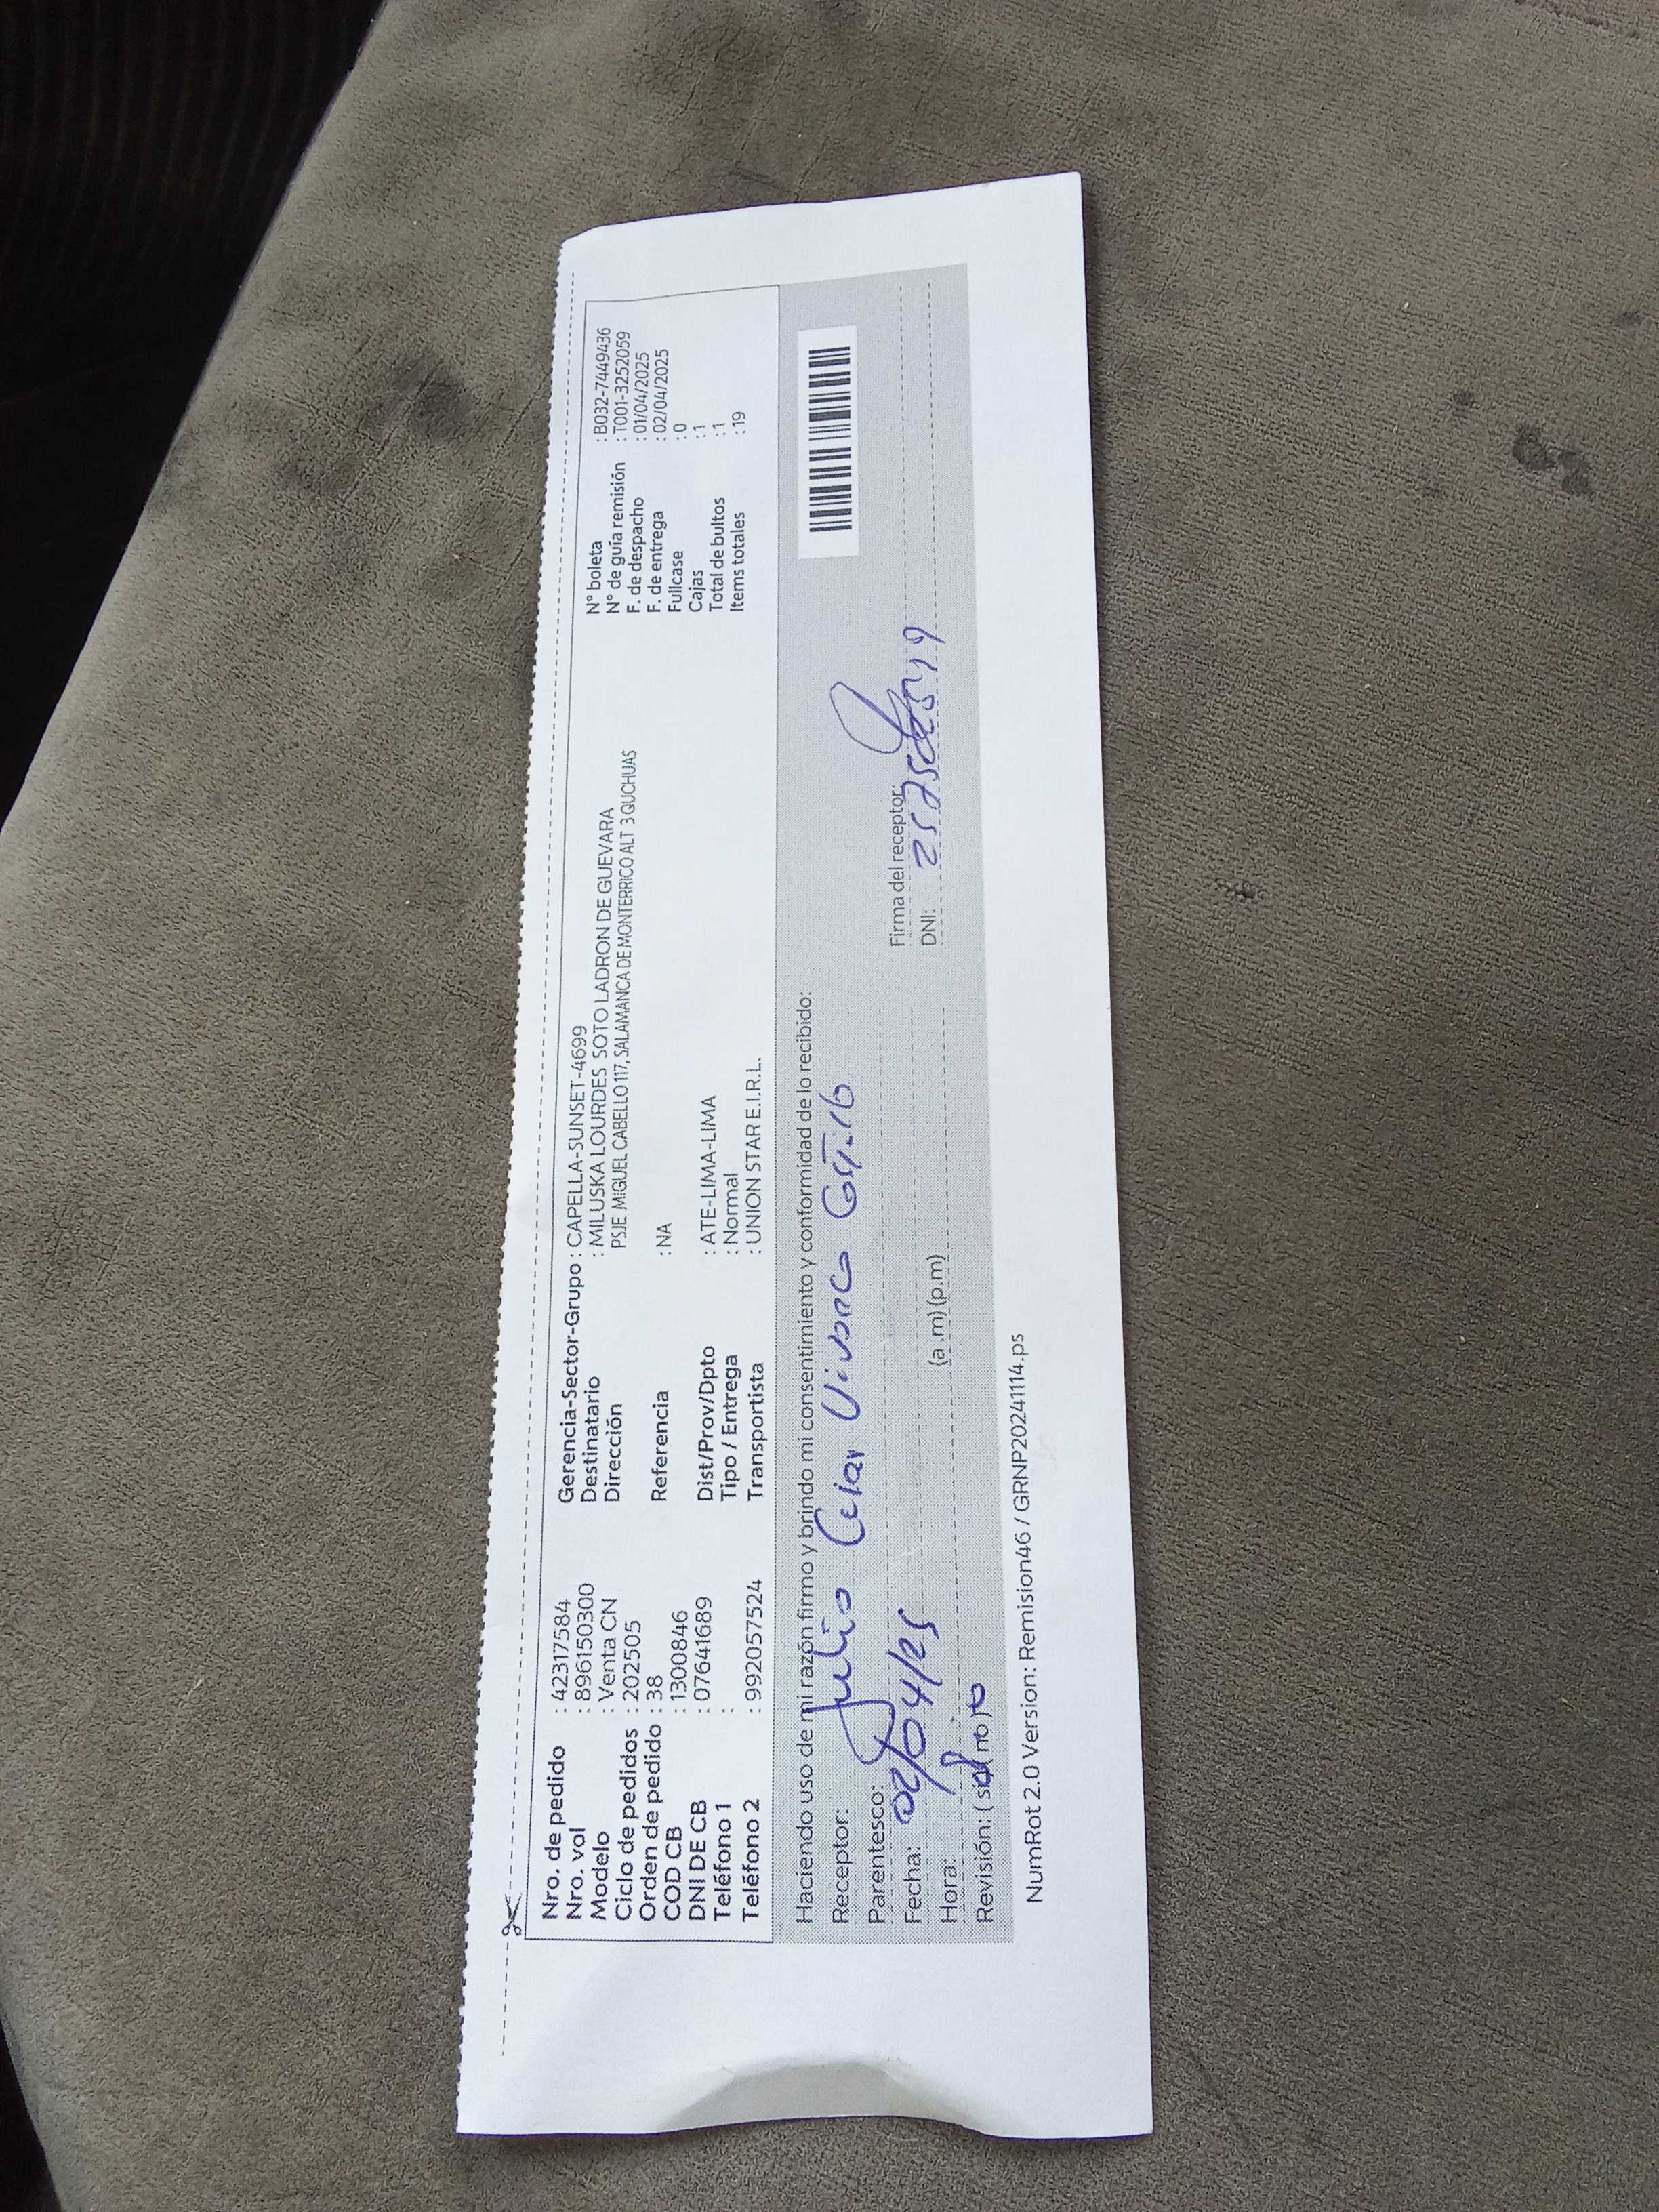 Nro. de pedido : 42317584
Nro. vol : 896150300
Modelo : Venta CN
Ciclo de pedidos : 202505
Orden de pedido : 38
COD CB : 1300846
DNI DE CB : 07641689
Teléfono 1 :
Teléfono 2 : 992057524
Gerencia-Sector-Grupo : CAPELLA-SUNSET-4699
Destinatario : MILUSKA LOURDES SOTO LADRON DE GUEVARA
Dirección PSJE MIGUEL CABELLO 117, SALAMANCA DE MONTERRICO ALT 3 GUCHUAS
Referencia : NA
Dist/Prov/Dpto : ATE-LIMA-LIMA
Tipo / Entrega : Normal
Transportista : UNION STAR E.I.R.L.
N° boleta : B032-7449436
N° de guía remisión : T001-3252059
F. de despacho : 01/04/2025
F. de entrega : 02/04/2025
Fullcase : 0
Cajas : 1
Total de bultos : 1
Items totales : 19
Haciendo uso de mi razón firmo y brindo mi consentimiento y conformidad de lo recibido:
Receptor: Julio Cesar
Parentesco:
Fecha: 02/04/25
Hora: (a .m) (p.m)
Revisión: ( si no )
Firma del receptor:
DNI:
NumRot 2.0 Version: Remision46 / GRNP20241114.ps